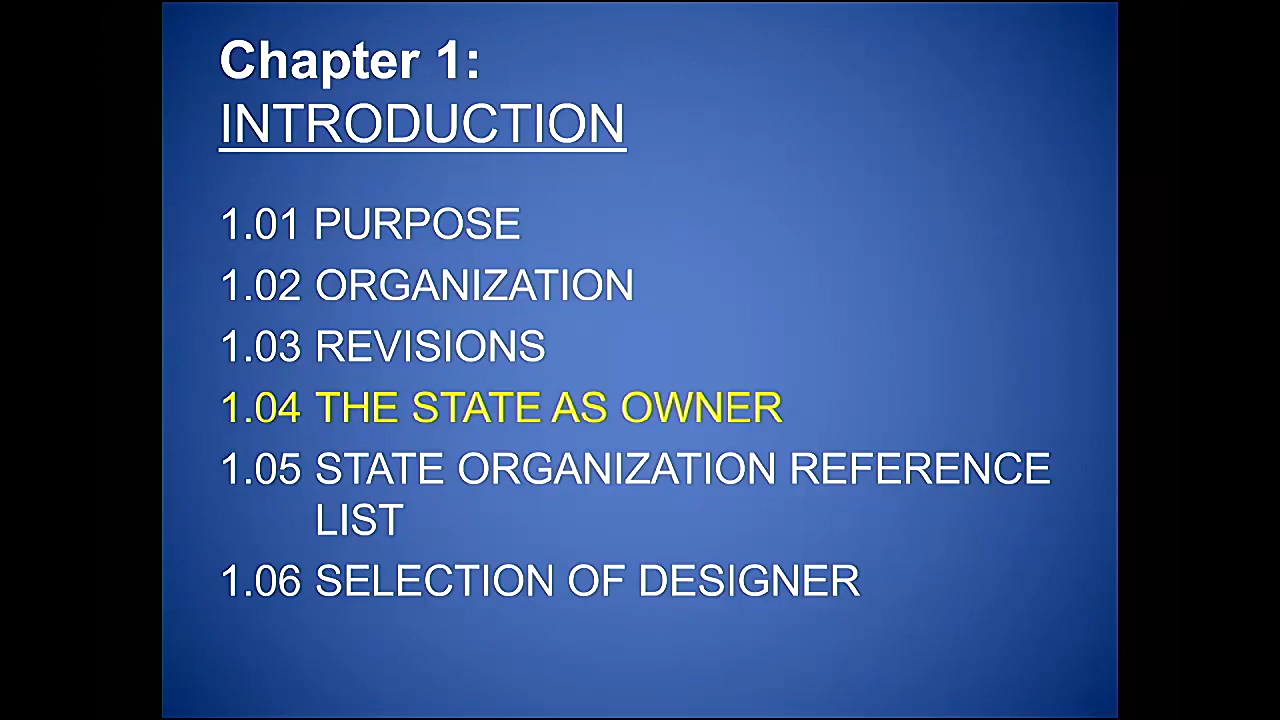 Chapter 1:
INTRODUCTION
1.01 PURPOSE
1.02 ORGANIZATION
1.03 REVISIONS
1.04 THE STATE AS OWNER
1.05 STATE ORGANIZATION REFERENCE
LIST
1.06 SELECTION OF DESIGNER